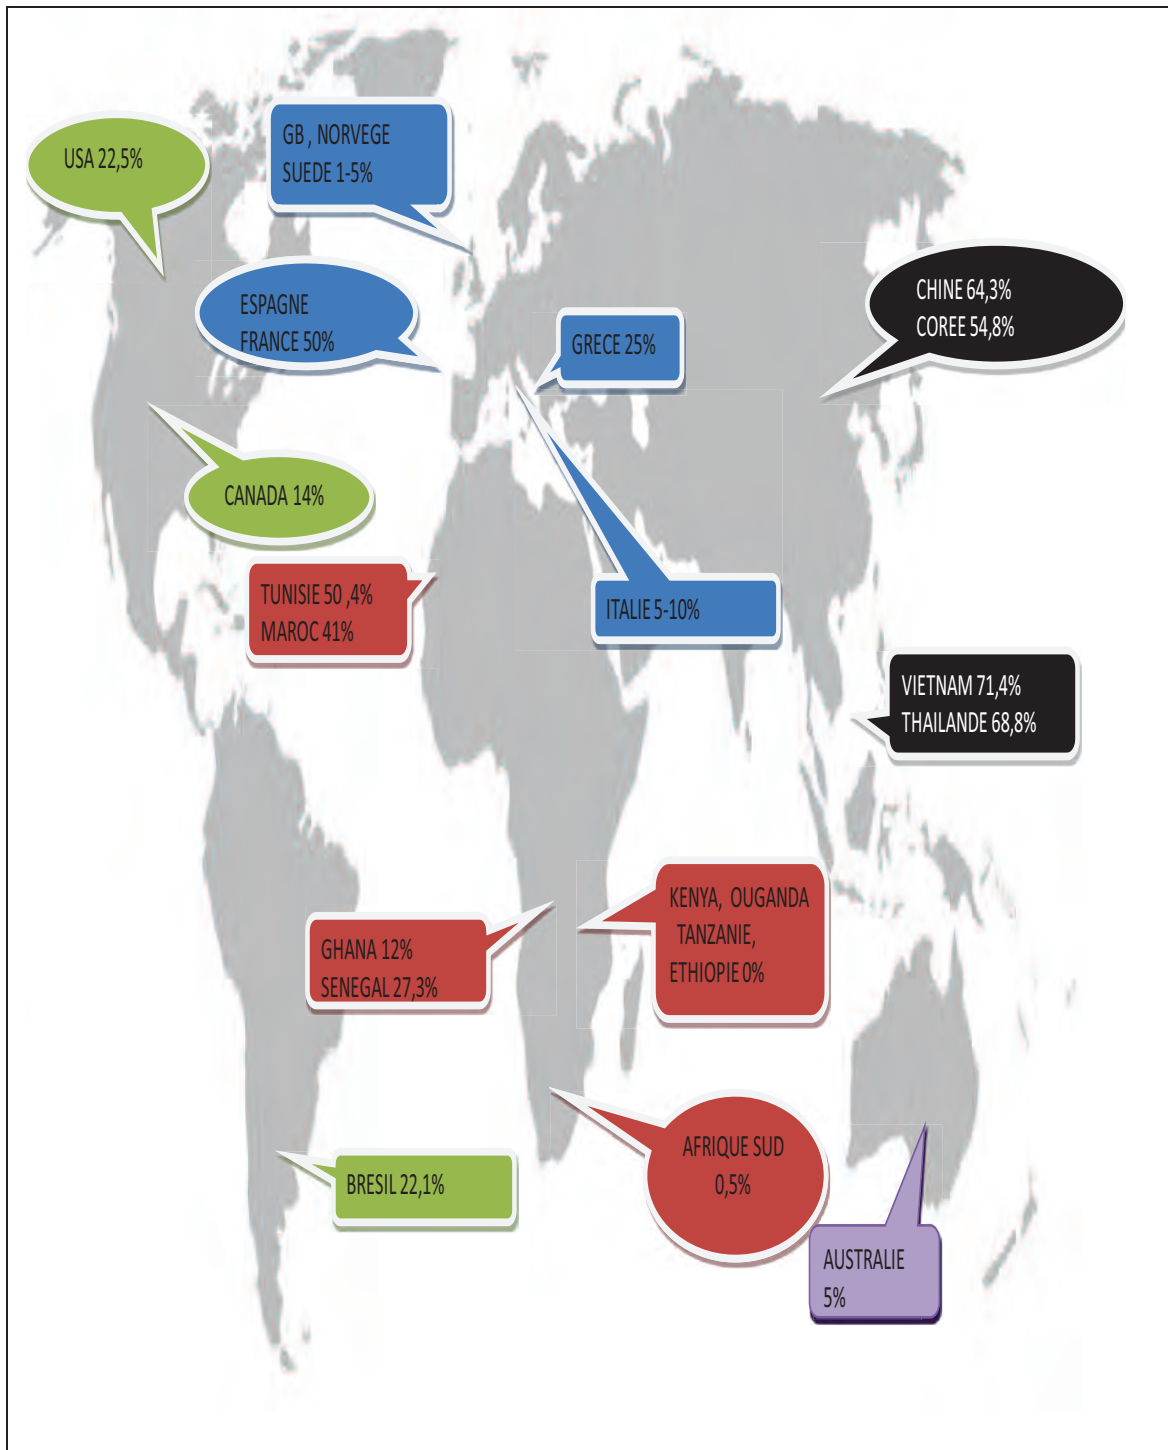 USA 22,5%
GB , NORVEGE
SUEDE 1-5%
ESPAGNE
FRANCE 50%
GRECE 25%
CHINE 64,3%
COREE 54,8%
CANADA 14%
TUNISIE 50 ,4%
MAROC 41%
ITALIE 5-10%
VIETNAM 71,4%
THAILANDE 68,8%
GHANA 12%
SENEGAL 27,3%
KENYA, OUGANDA
TANZANIE,
ETHIOPIE 0%
AFRIQUE SUD
0,5%
BRESIL 22,1%
AUSTRALIE
5%